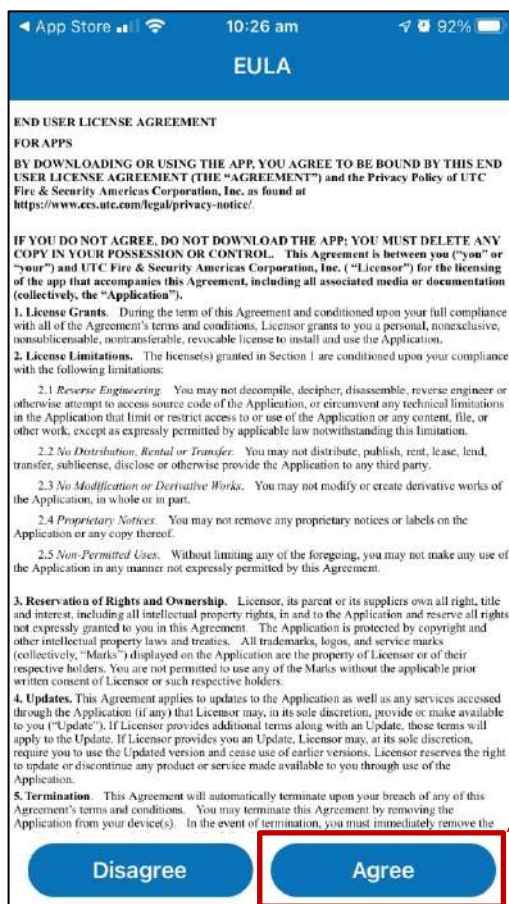 App Store 10:26 am 92%
EULA
END USER LICENSE AGREEMENT
FOR APPS
BY DOWNLOADING OR USING THE APP, YOU AGREE TO BE BOUND BY THIS END
USER LICENSE AGREEMENT (THE “AGREEMENT”) and the Privacy Policy of UTC
Fire & Security Americas Corporation, Inc. as found at
https://www.ccs.utc.com/legal/privacy-notice/.
IF YOU DO NOT AGREE, DO NOT DOWNLOAD THE APP; YOU MUST DELETE ANY
COPY IN YOUR POSSESSION OR CONTROL. This Agreement is between you (“you” or
“your”) and UTC Fire & Security Americas Corporation, Inc. ( “Licensor”) for the licensing
of the app that accompanies this Agreement, including all associated media or documentation
(collectively, the “Application”).
1. License Grants. During the term of this Agreement and conditioned upon your full compliance
with all of the Agreement’s terms and conditions, Licensor grants to you a personal, nonexclusive,
nonsublicensable, nontransferable, revocable license to install and use the Application.
2. License Limitations. The license(s) granted in Section 1 are conditioned upon your compliance
with the following limitations:
2.1 Reverse Engineering. You may not decompile, decipher, disassemble, reverse engineer or
otherwise attempt to access source code of the Application, or circumvent any technical limitations
in the Application that limit or restrict access to or use of the Application or any content, file, or
other work, except as expressly permitted by applicable law notwithstanding this limitation.
2.2 No Distribution, Rental or Transfer. You may not distribute, publish, rent, lease, lend,
transfer, sublicense, disclose or otherwise provide the Application to any third party.
2.3 No Modification or Derivative Works. You may not modify or create derivative works of
the Application, in whole or in part.
2.4 Proprietary Notices. You may not remove any proprietary notices or labels on the
Application or any copy thereof.
2.5 Non-Permitted Uses. Without limiting any of the foregoing, you may not make any use of
the Application in any manner not expressly permitted by this Agreement.
3. Reservation of Rights and Ownership. Licensor, its parent or its suppliers own all right, title
and interest, including all intellectual property rights, in and to the Application and reserve all rights
not expressly granted to you in this Agreement. The Application is protected by copyright and
other intellectual property laws and treaties. All trademarks, logos, and service marks
(collectively, “Marks”) displayed on the Application are the property of Licensor or of their
respective holders. You are not permitted to use any of the Marks without the applicable prior
written consent of Licensor or such respective holders.
4. Updates. This Agreement applies to updates to the Application as well as any services accessed
through the Application (if any) that Licensor may, in its sole discretion, provide or make available
to you (“Update”). If Licensor provides additional terms along with an Update, those terms will
apply to the Update. If Licensor provides you an Update, Licensor may, at its sole discretion,
require you to use the Updated version and cease use of earlier versions. Licensor reserves the right
to update or discontinue any product or service made available to you through use of the
Application.
5. Termination. This Agreement will automatically terminate upon your breach of any of this
Agreement’s terms and conditions. You may terminate this Agreement by removing the
Application from your device(s). In the event of termination, you must immediately remove the
Disagree Agree